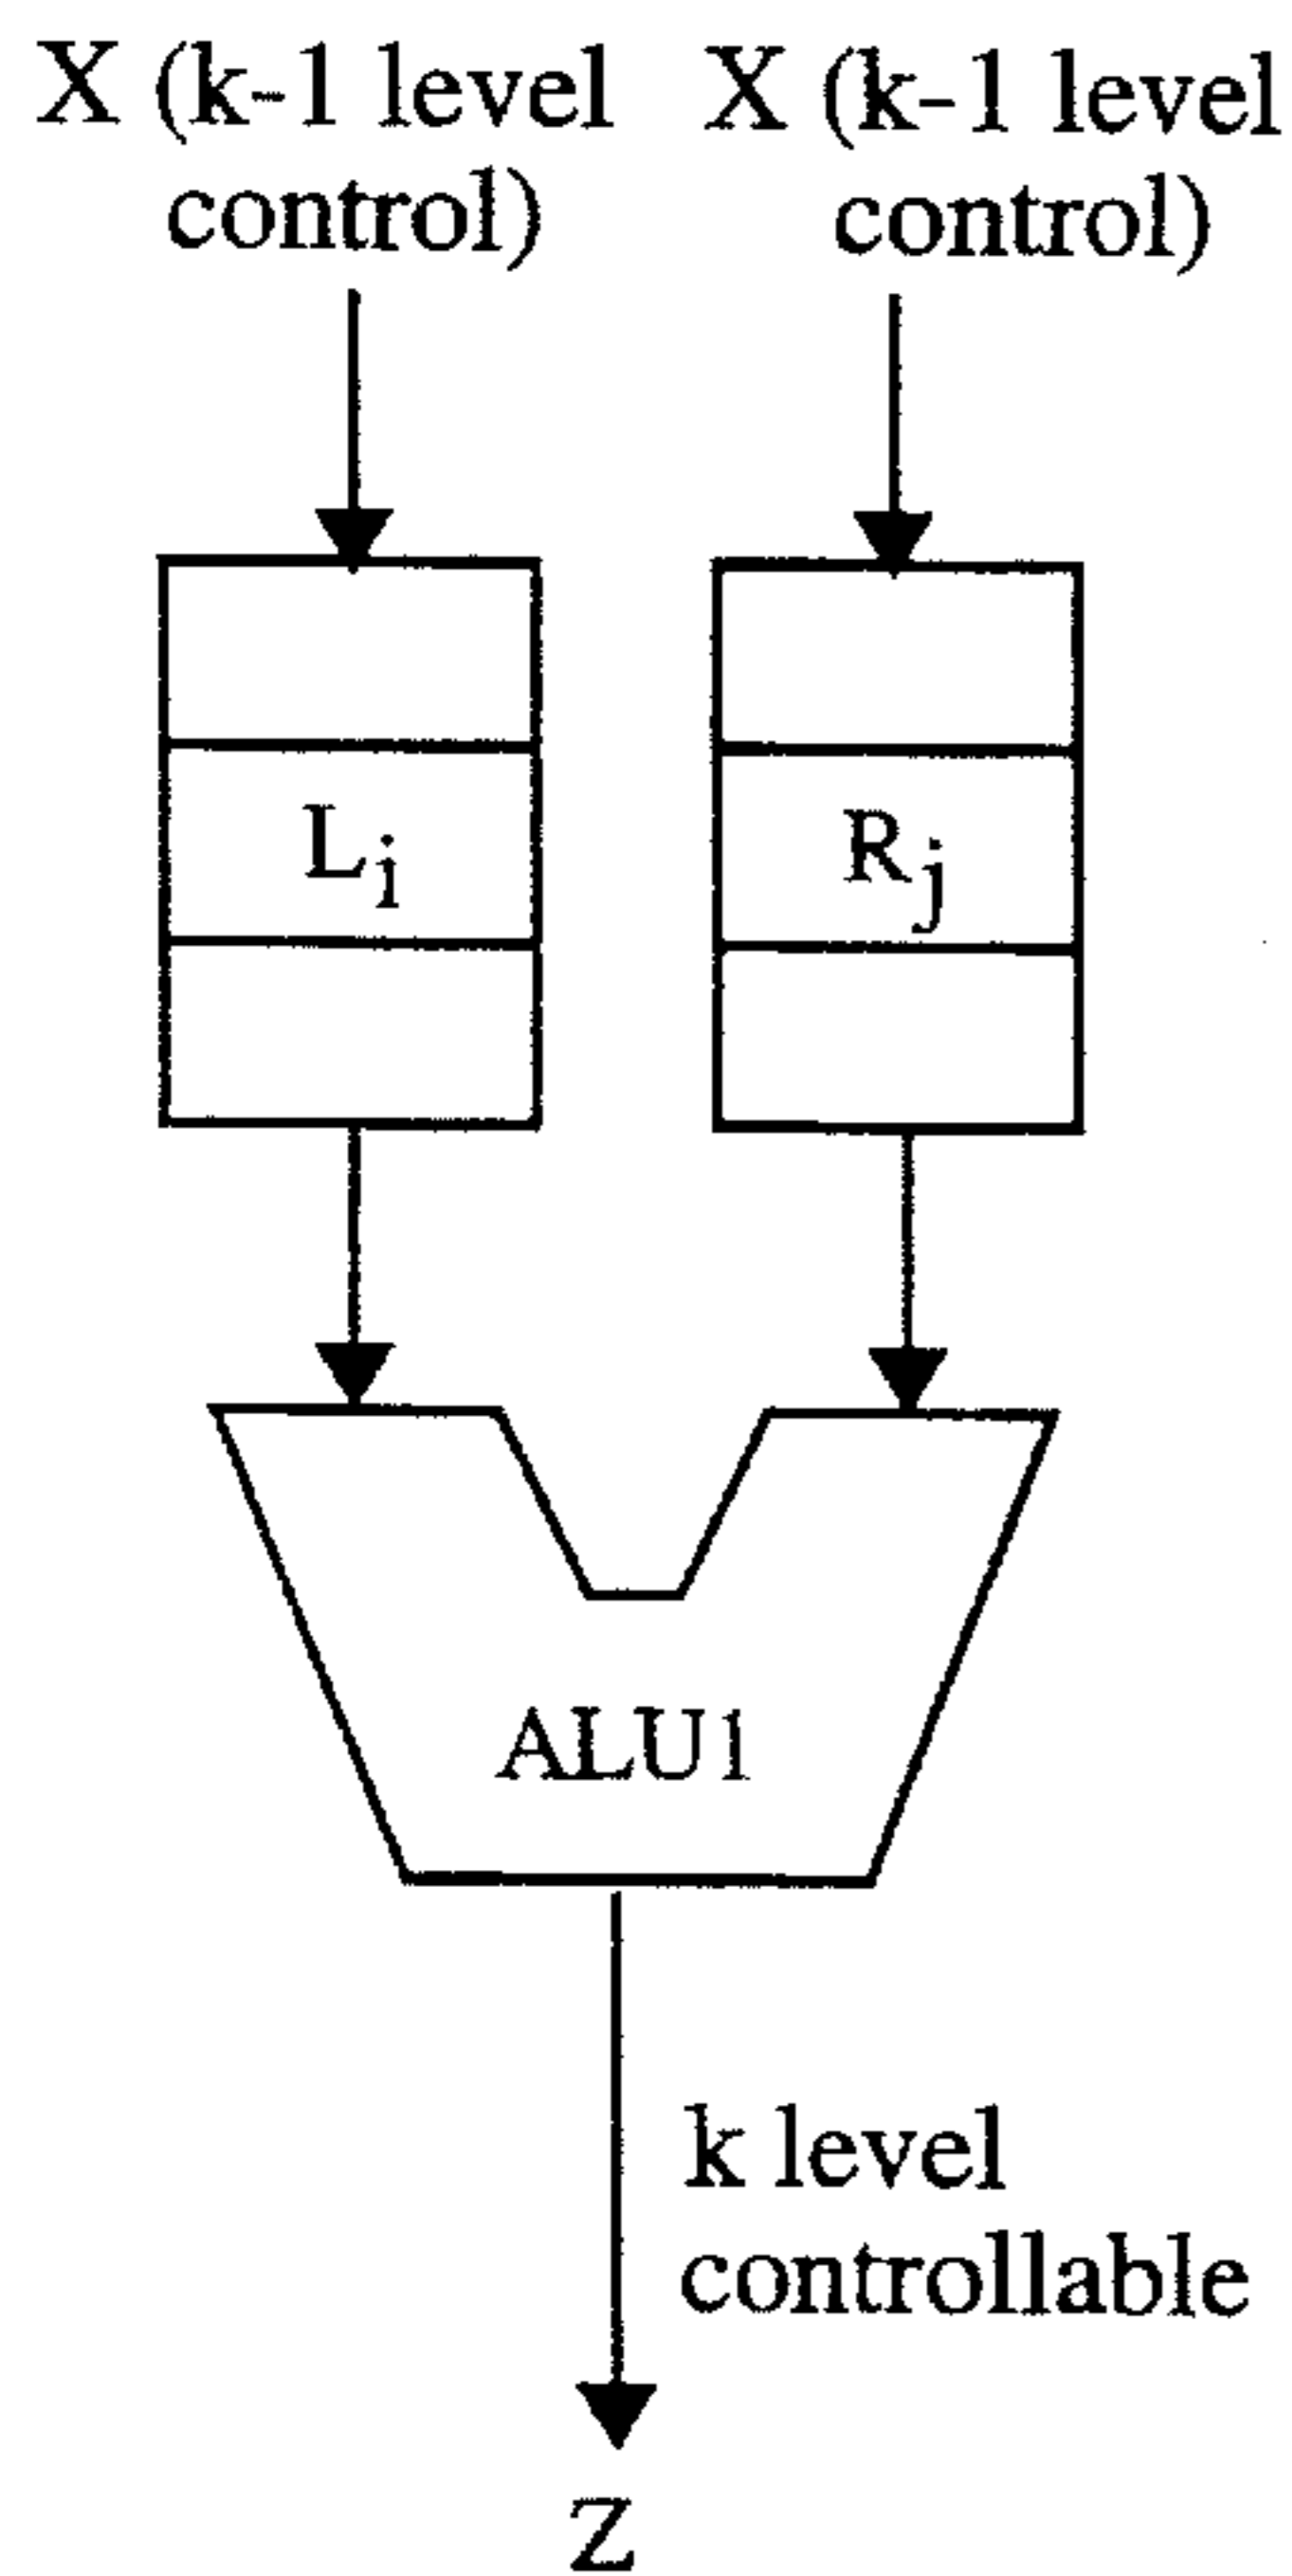 X (k-1 level
control)
X (k-1 level
control)
Li
Rj
ALU1
k level
controllable
Z